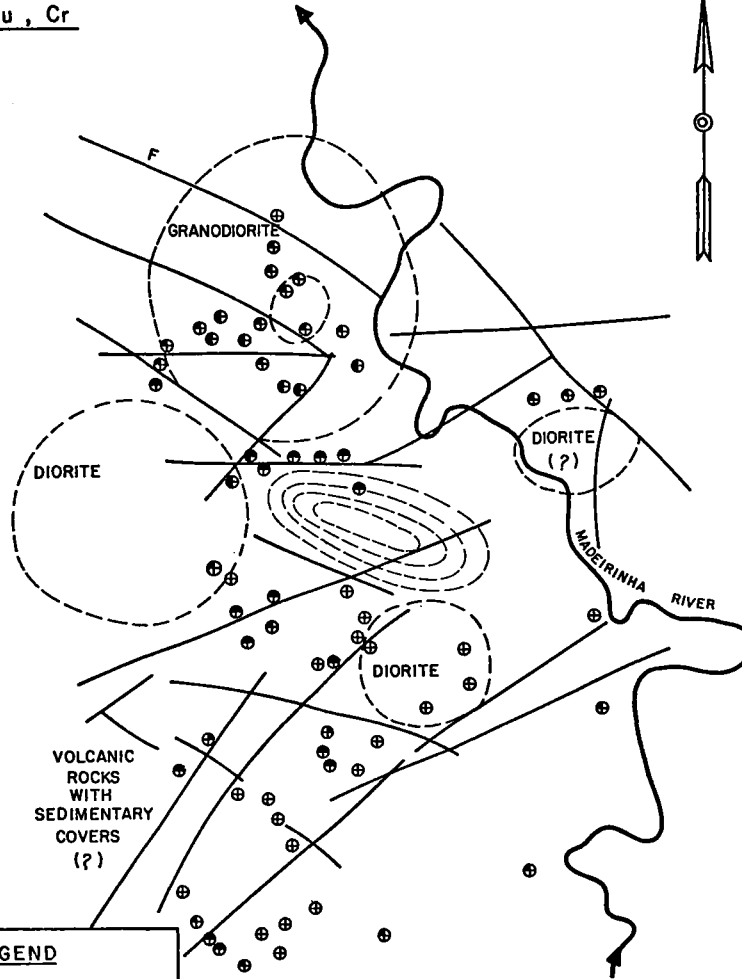 u , Cr
F
GRANODIORITE
DIORITE
DIORITE
(?)
MADEIRINHA RIVER
DIORITE
VOLCANIC
ROCKS
WITH
SEDIMENTARY
COVERS
(?)
GEND